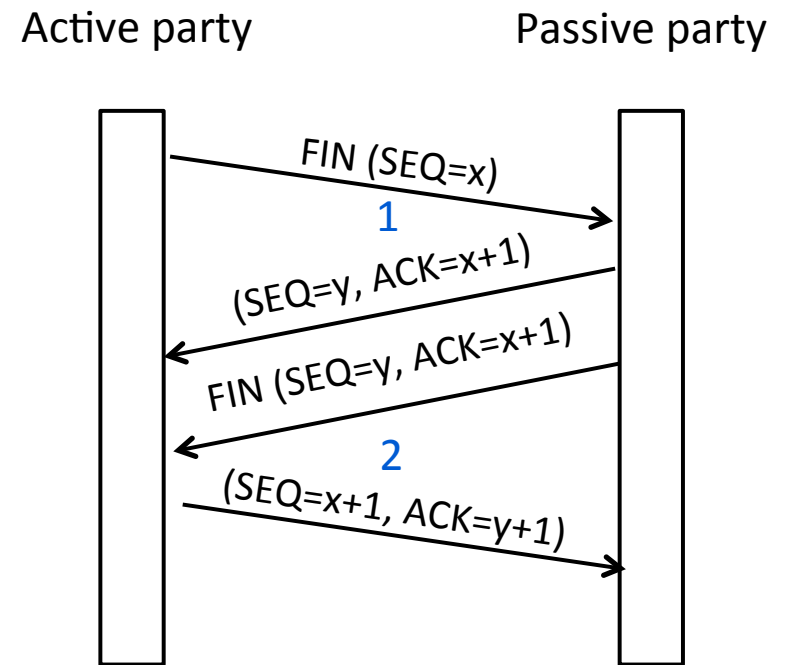 Active party
Passive party
FIN (SEQ=x)
1
(SEQ=y, ACK=x+1)
FIN (SEQ=y, ACK=x+1)
2
(SEQ=x+1, ACK=y+1)